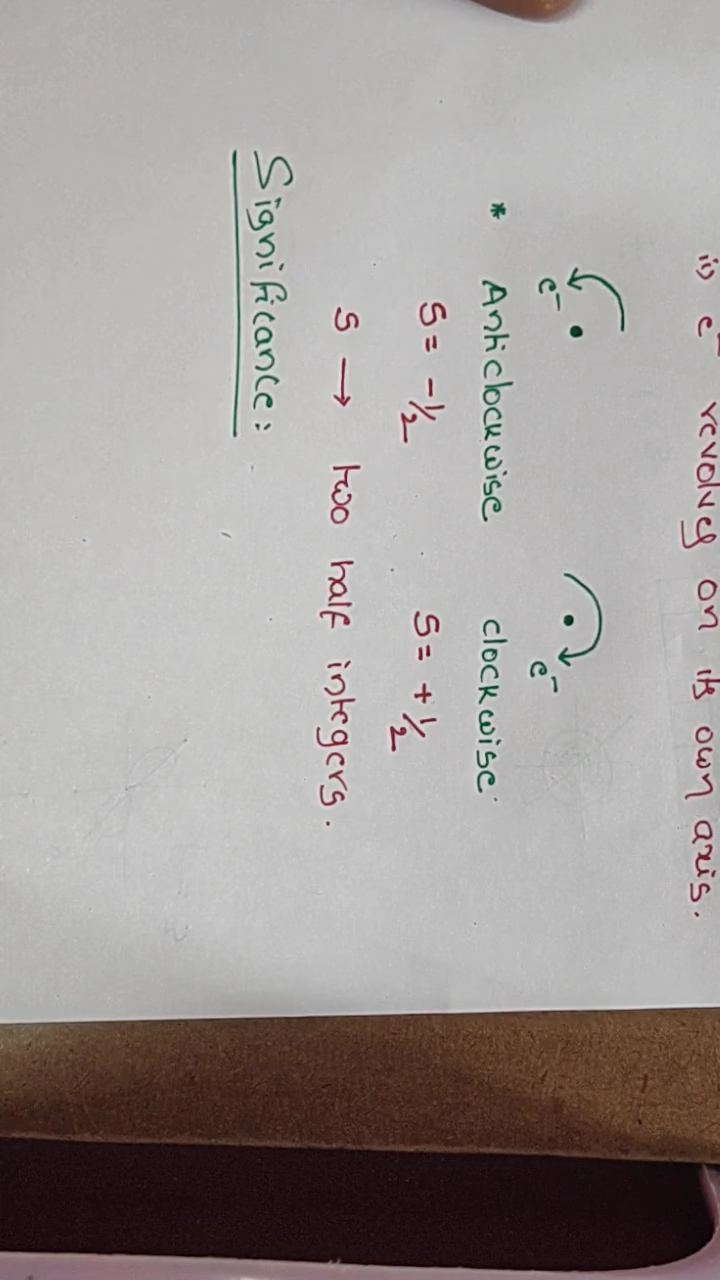 ii) e⁻ revolves on its own axis.
e⁻ e⁻
* Anticlockwise clockwise
S = -1/2 S = +1/2
S → two half integers.
Significance: